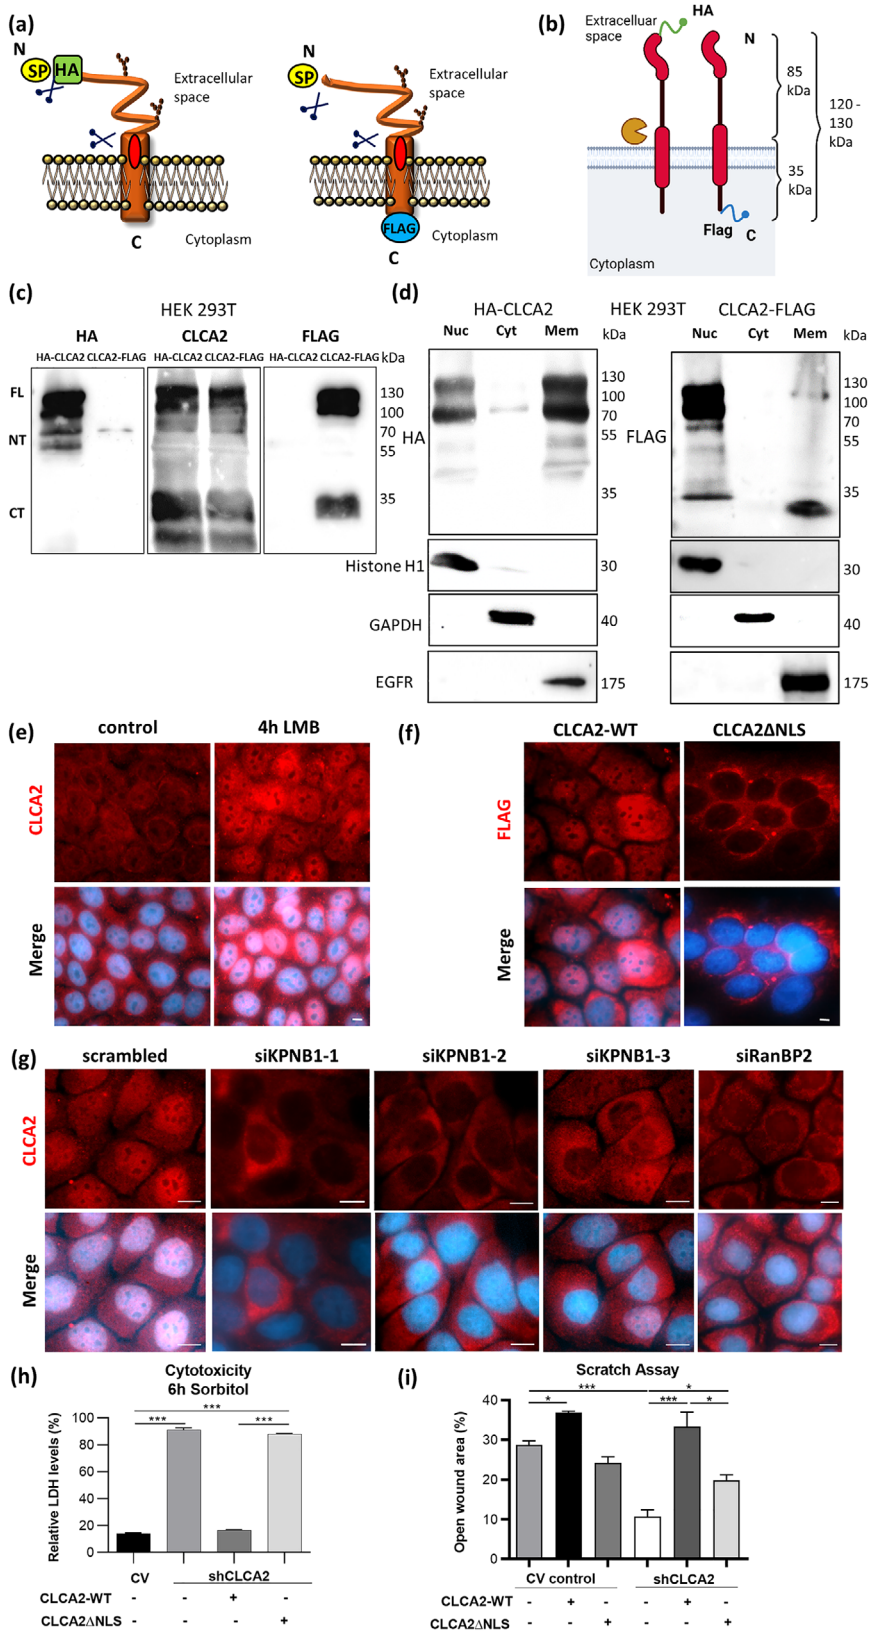 (a)
N
SP
HA
Extracellular
space
C
Cytoplasm
N
SP
Extracellular
space
FLAG
C
Cytoplasm
(b)
Extracelluar
space
HA
N
85
kDa
120 -
130
kDa
35
kDa
Flag
C
Cytoplasm
(c)
HEK 293T
HA CLCA2 FLAG
HA-CLCA2 CLCA2-FLAG HA-CLCA2 CLCA2-FLAG HA-CLCA2 CLCA2-FLAG kDa
FL
NT
CT
130
100
70
55
35
(d)
HA-CLCA2 HEK 293T CLCA2-FLAG
Nuc Cyt Mem kDa Nuc Cyt Mem kDa
HA
130
100
70
55
35
FLAG
130
100
70
55
35
Histone H1 30 30
GAPDH 40 40
EGFR 175 175
(e)
control 4h LMB
CLCA2
Merge
(f)
CLCA2-WT CLCA2ΔNLS
FLAG
Merge
(g)
scrambled siKPNB1-1 siKPNB1-2 siKPNB1-3 siRanBP2
CLCA2
Merge
(h)
Cytotoxicity
6h Sorbitol
Relative LDH levels (%)
100
80
60
40
20
0
***
*** ***
CV shCLCA2
CLCA2-WT - - + -
CLCA2ΔNLS - - - +
(i)
Scratch Assay
Open wound area (%)
40
30
20
10
0
*** *
* *** *
CV control shCLCA2
CLCA2-WT - + - - + -
CLCA2ΔNLS - - + - - +